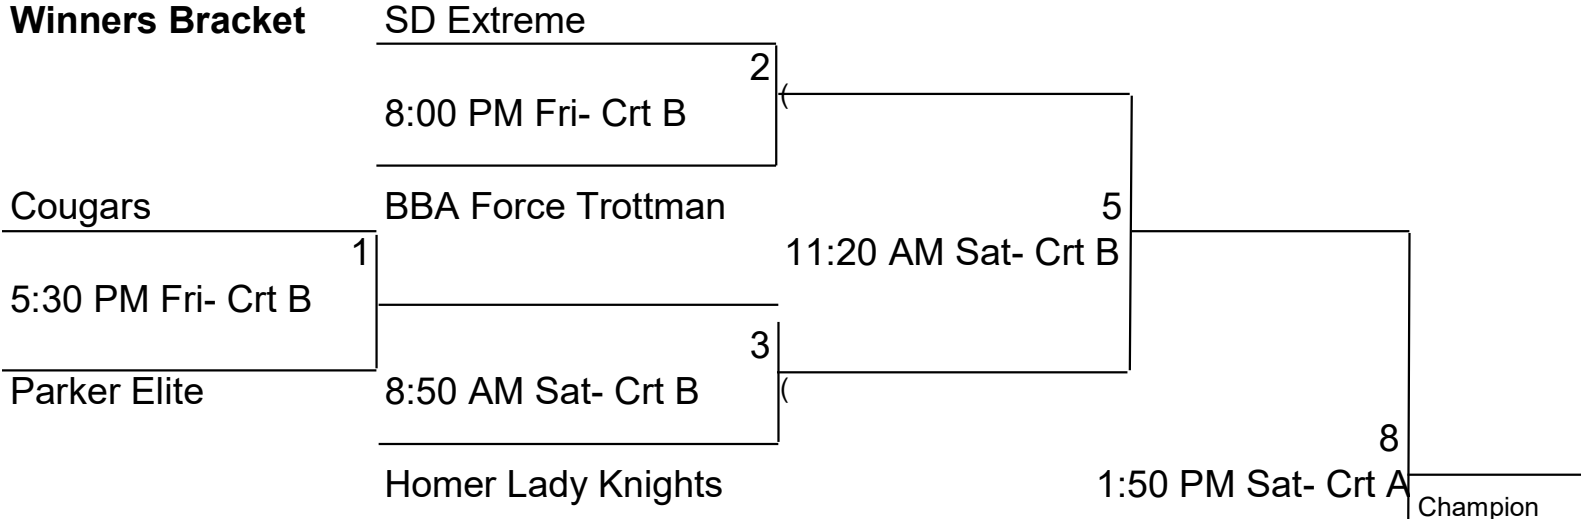 Winners Bracket
SD Extreme
2
(
8:00 PM Fri- Crt B
Cougars
BBA Force Trottman
5
1
11:20 AM Sat- Crt B
5:30 PM Fri- Crt B
3
Parker Elite
8:50 AM Sat- Crt B
(
8
Homer Lady Knights
1:50 PM Sat- Crt A
Champion